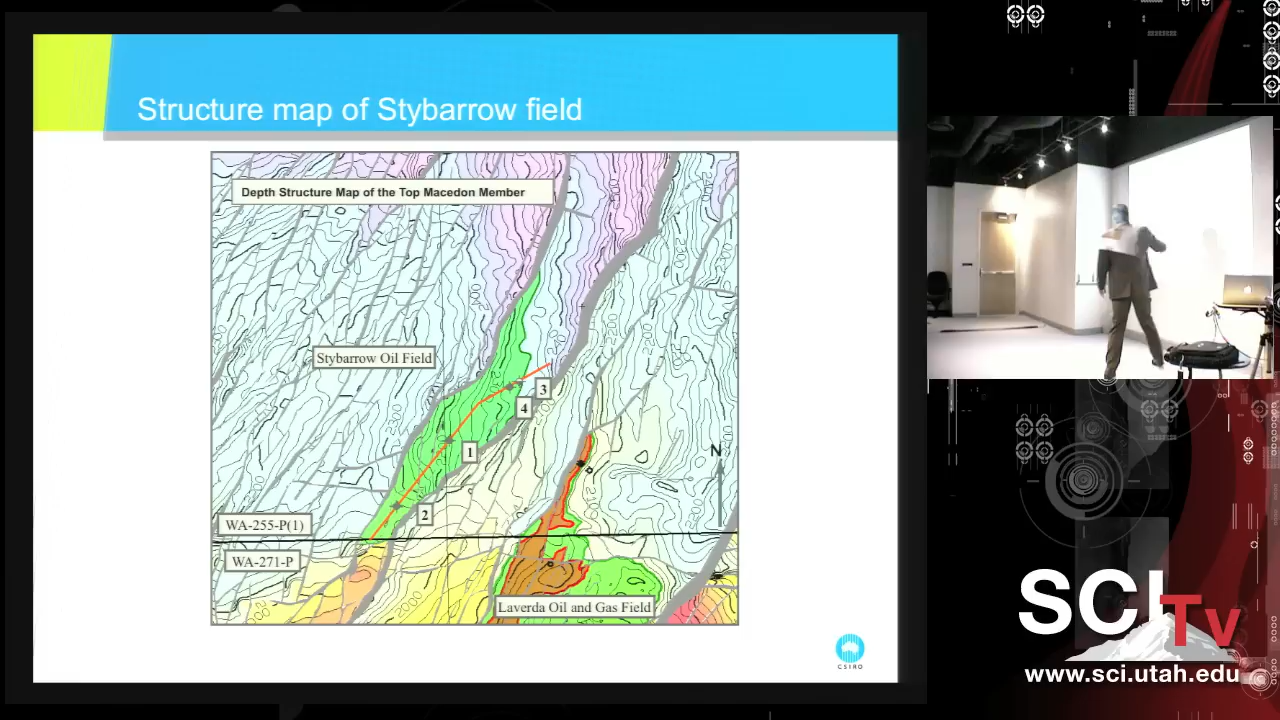 Structure map of Stybarrow field
Depth Structure Map of the Top Macedon Member
Stybarrow Oil Field
3
4
1
N
2
WA-255-P(1)
WA-271-P
Laverda Oil and Gas Field
CSIRO
SCI
TV
www.sci.utah.edu